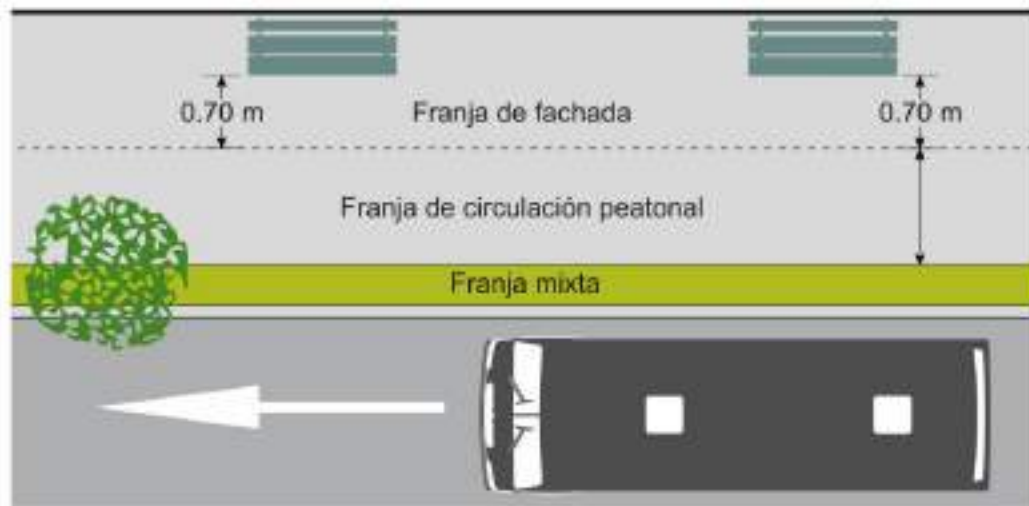 0.70 m
Franja de fachada
0.70 m
Franja de circulación peatonal
Franja mixta